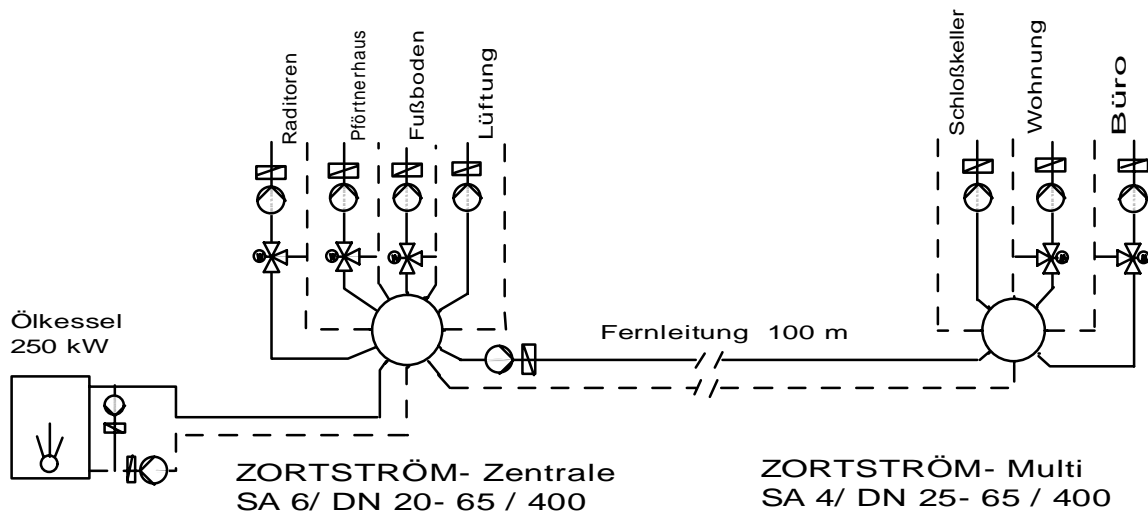 Raditoren
Pförtnerhaus
Fußboden
Lüftung
Schloßkeller
Wohnung
Büro
Ölkessel
250 kW
Fernleitung 100 m
ZORTSTRÖM- Zentrale
SA 6/ DN 20- 65 / 400
ZORTSTRÖM- Multi
SA 4/ DN 25- 65 / 400